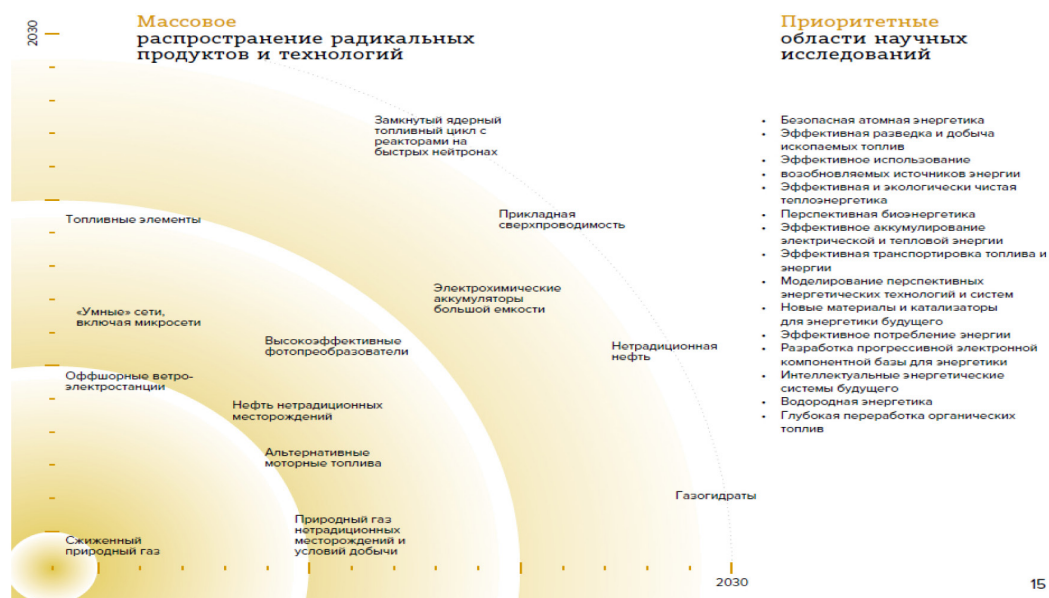 2030
Массовое
распространение радикальных
продуктов и технологий
Приоритетные
области научных
исследований
Замкнутый ядерный
топливный цикл с
реакторами на
быстрых нейтронах
Топливные элементы
Прикладная
сверхпроводимость
«Умные» сети,
включая микросети
Электрохимические
аккумуляторы
большой емкости
Высокоэффективные
фотопреобразователи
Нетрадиционная
нефть
Оффшорные ветро-
электростанции
Нефть нетрадиционных
месторождений
Альтернативные
моторные топлива
Газогидраты
Сжиженный
природный газ
Природный газ
нетрадиционных
месторождений и
условий добычи
2030
• Безопасная атомная энергетика
• Эффективная разведка и добыча
ископаемых топлив
• Эффективное использование
• возобновляемых источников энергии
• Эффективная и экологически чистая
теплоэнергетика
• Перспективная биоэнергетика
• Эффективное аккумулирование
электрической и тепловой энергии
• Эффективная транспортировка топлива и
энергии
• Моделирование перспективных
энергетических технологий и систем
• Новые материалы и катализаторы
для энергетики будущего
• Эффективное потребление энергии
• Разработка прогрессивной электронной
компонентной базы для энергетики
• Интеллектуальные энергетические
системы будущего
• Водородная энергетика
• Глубокая переработка органических
топлив
15